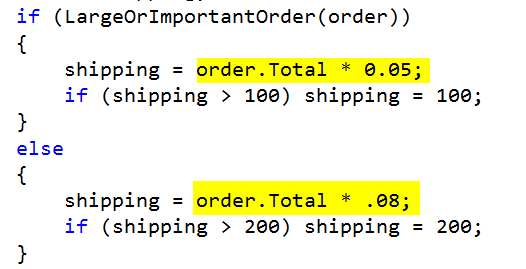 if (LargeOrImportantOrder(order))
{
shipping = order.Total * 0.05;
if (shipping > 100) shipping = 100;
}
else
{
shipping = order.Total * .08;
if (shipping > 200) shipping = 200;
}